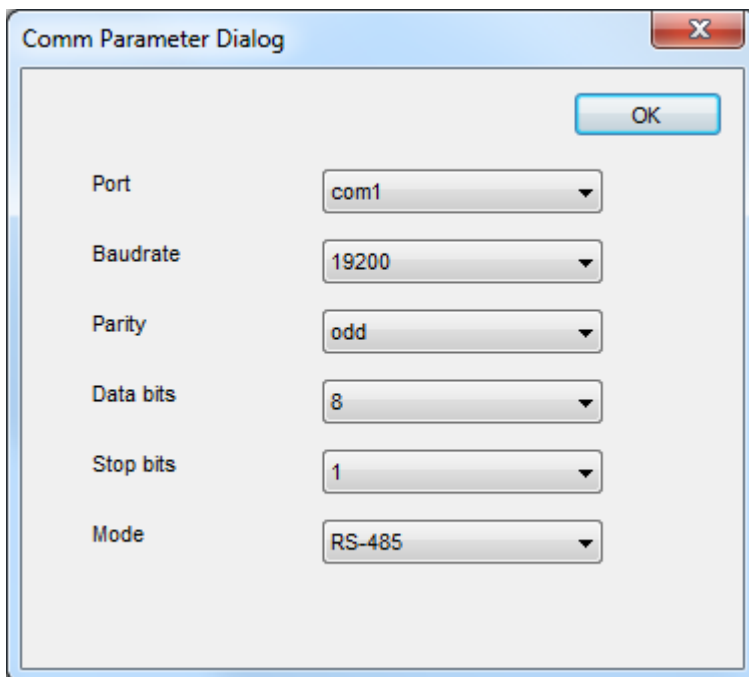 Comm Parameter Dialog
OK
Port com1
Baudrate 19200
Parity odd
Data bits 8
Stop bits 1
Mode RS-485